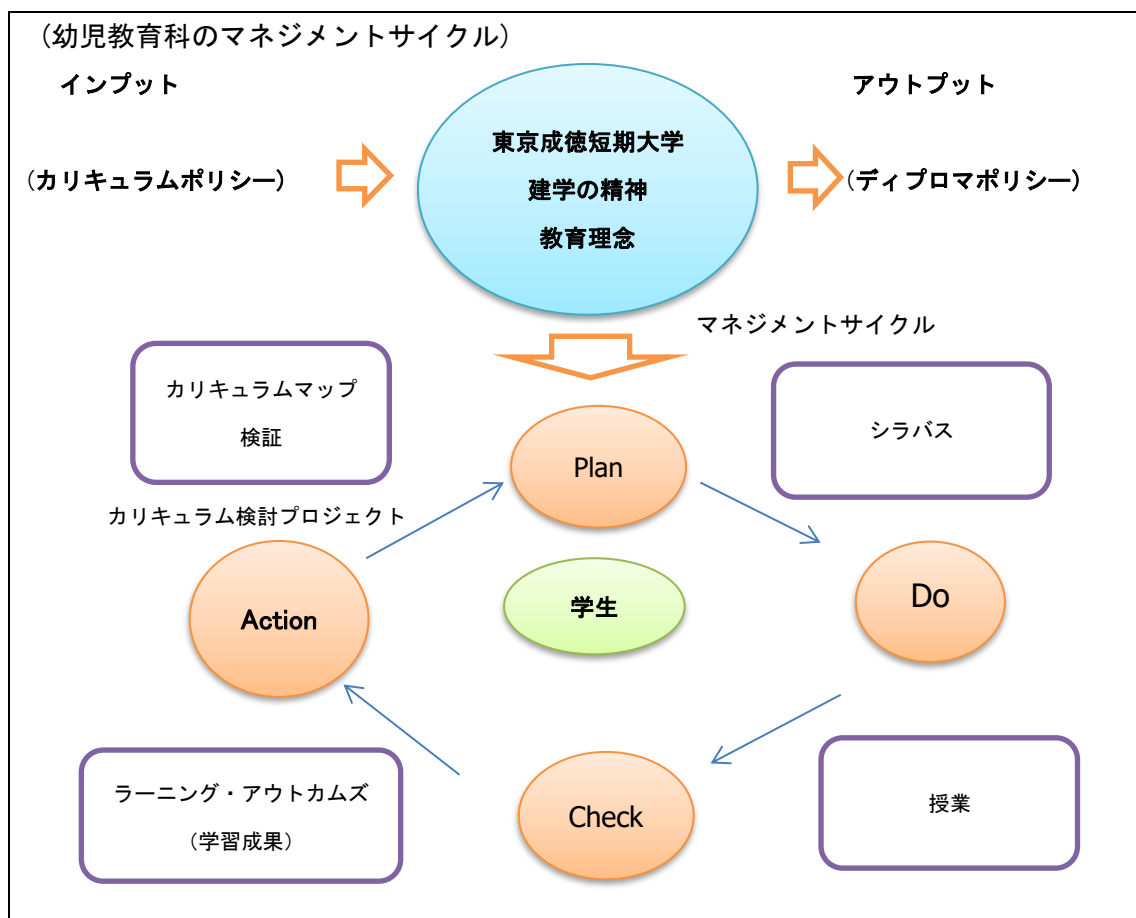 （幼児教育科のマネジメントサイクル）
インプット
アウトプット
東京成徳短期大学
(カリキュラムポリシー)
建学の精神
(ディプロマポリシー)
教育理念
マネジメントサイクル
カリキュラムマップ
検証
シラバス
Plan
カリキュラム検討プロジェクト
Action
学生
Do
ラーニング・アウトカムズ
（学習成果）
Check
授業